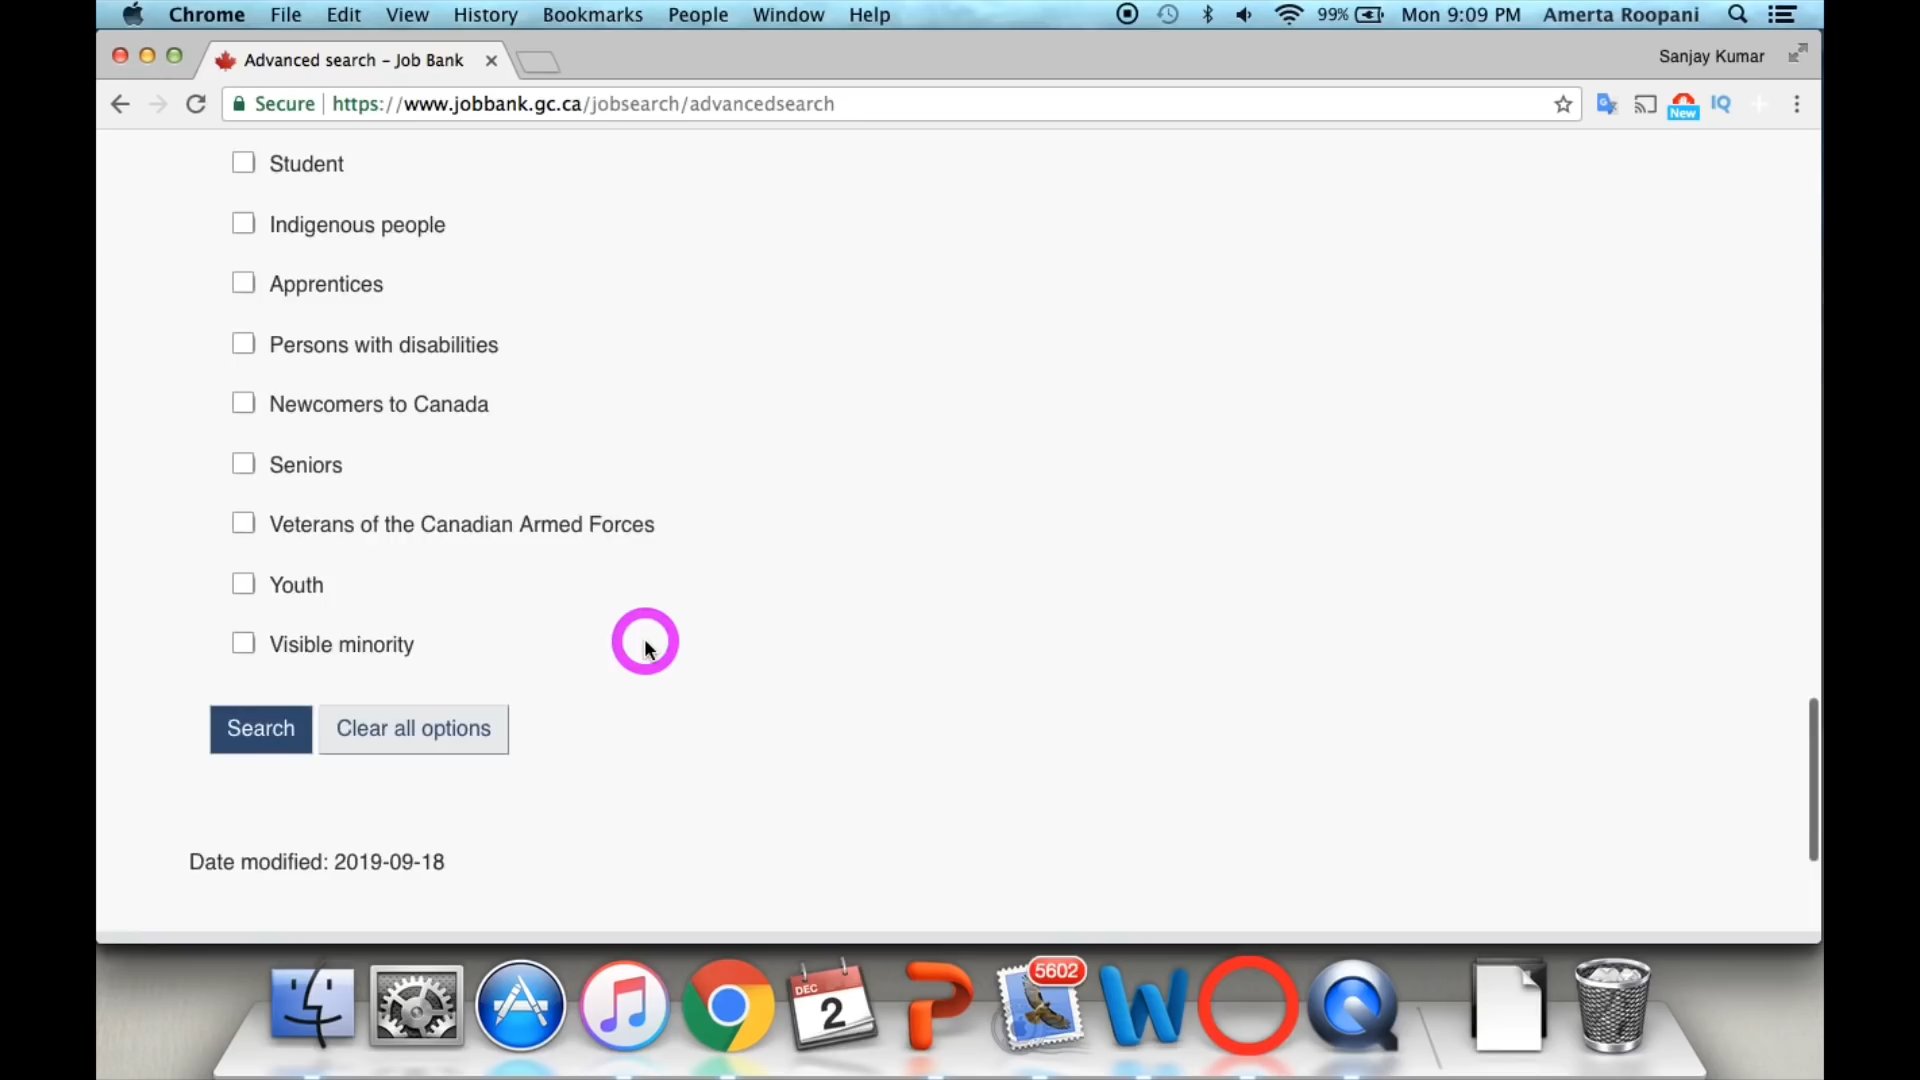 Chrome File Edit View History Bookmarks People Window Help 99% Mon 9:09 PM Amerta Roopani
Advanced search - Job Bank Sanjay Kumar
Secure https://www.jobbank.gc.ca/jobsearch/advancedsearch New IQ
Student
Indigenous people
Apprentices
Persons with disabilities
Newcomers to Canada
Seniors
Veterans of the Canadian Armed Forces
Youth
Visible minority
Search Clear all options
Date modified: 2019-09-18
5602
DEC
2